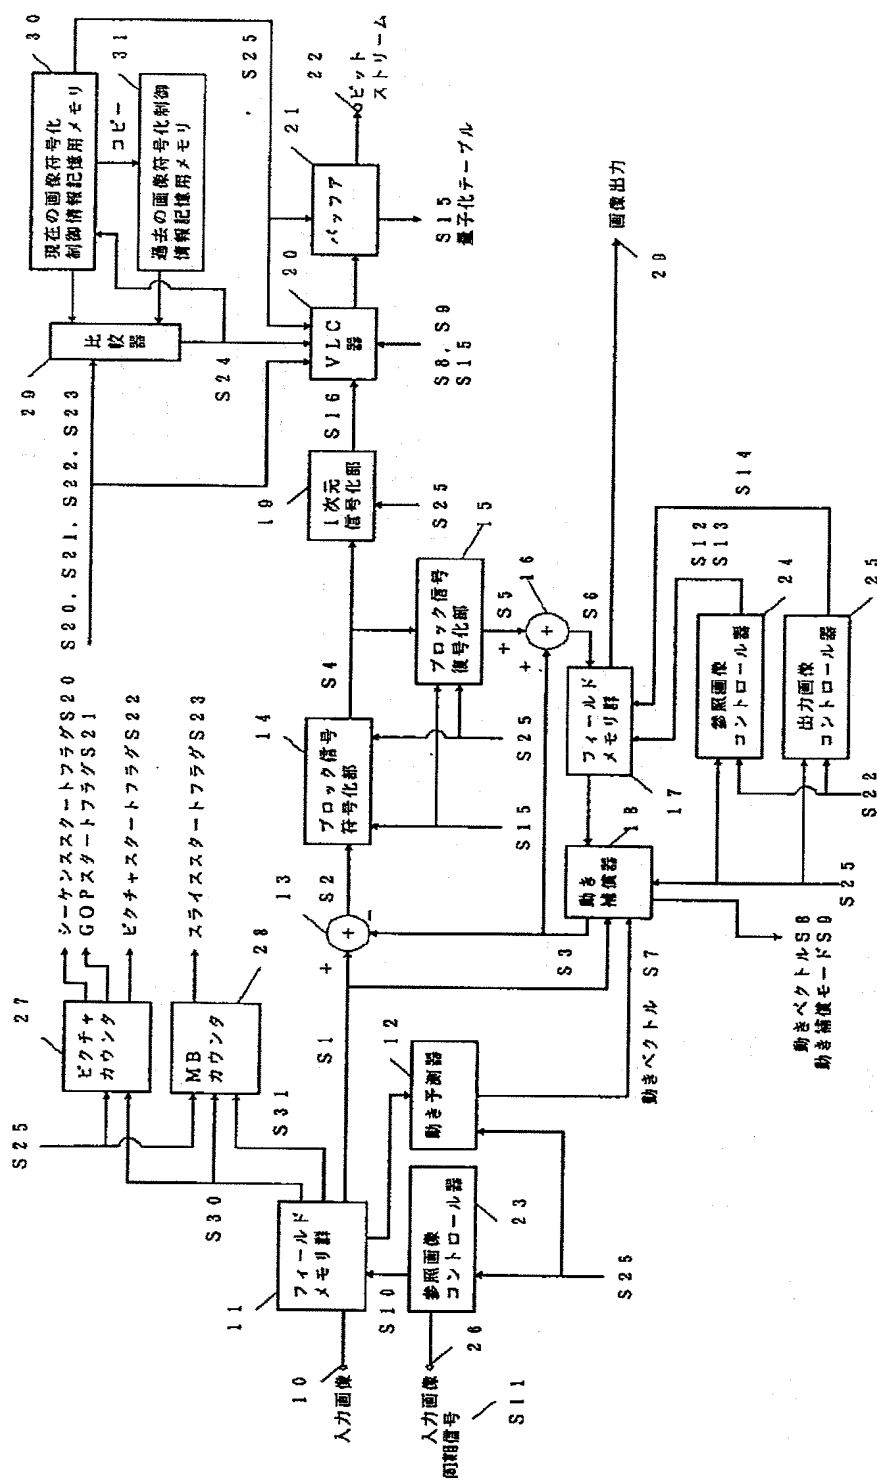 30
現在の画像符号化
制御情報記憶用メモリ
コピー
31
過去の画像符号化制御
情報記憶用メモリ
S25
29
比較器
S24
S20, S21, S22, S23
22
ビット
ストリーム
21
バッファ
S15
量子化テーブル
20
VLC
器
S8, S9
S15
S16
19
1次元
信号化部
S25
シーケンススタートフラグS20
GOPスタートフラグS21
ピクチャスタートフラグS22
スライススタートフラグS23
27
ピクチャ
カウンタ
28
MB
カウンタ
S25
S30
S31
S4
14
ブロック信号
符号化部
S15
S25
15
ブロック信号
復号化部
S5
+
16
+
+
S6
画像出力
29
フィールド
メモリ群
17
S14
S12
S13
24
参照画像
コントロール器
25
出力画像
コントロール器
S22
S25
18
動き
補償器
動きベクトルS8
動き補償モードS9
S2
13
+
+
-
S3
S1
動きベクトル S7
12
動き予測器
11
フィールド
メモリ群
S10
23
参照画像
コントロール器
S25
10
入力画像
26
入力画像
同期信号
S11